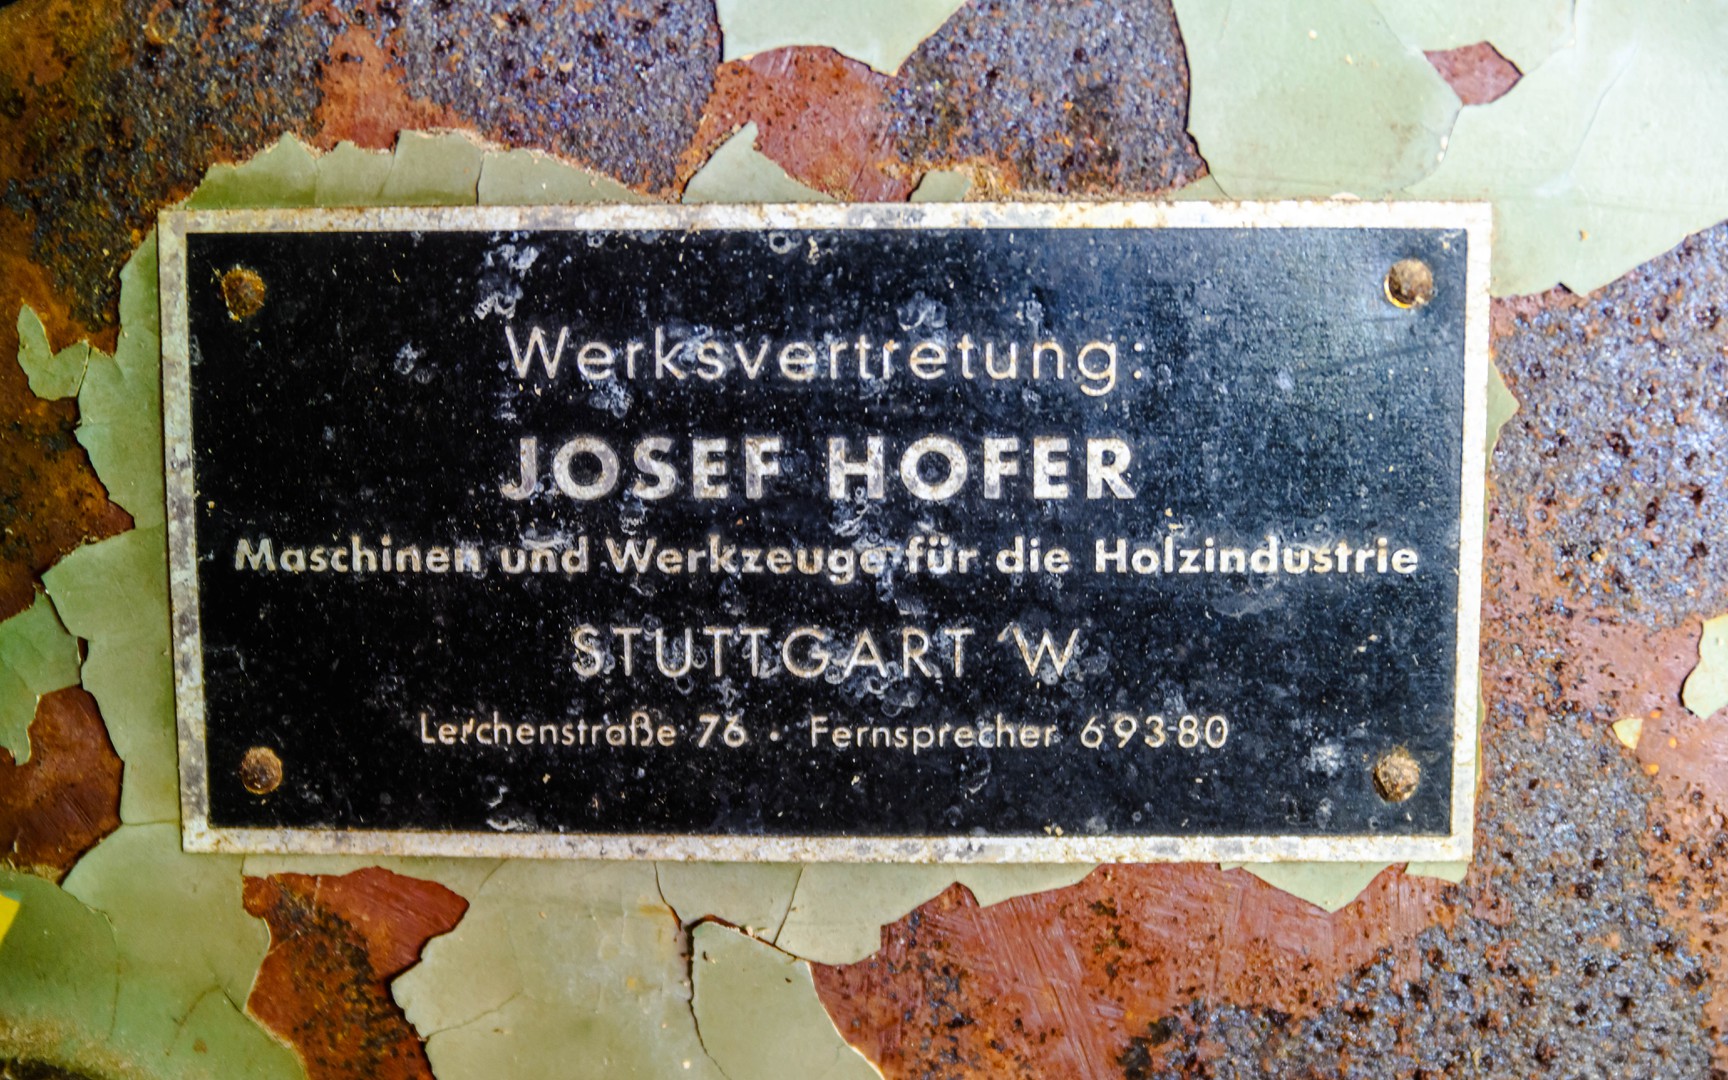 Werksvertretung:
JOSEF HOFER
Maschinen und Werkzeuge für die Holzindustrie
STUTTGART W
Lerchenstraße 76 · Fernsprecher 693-80